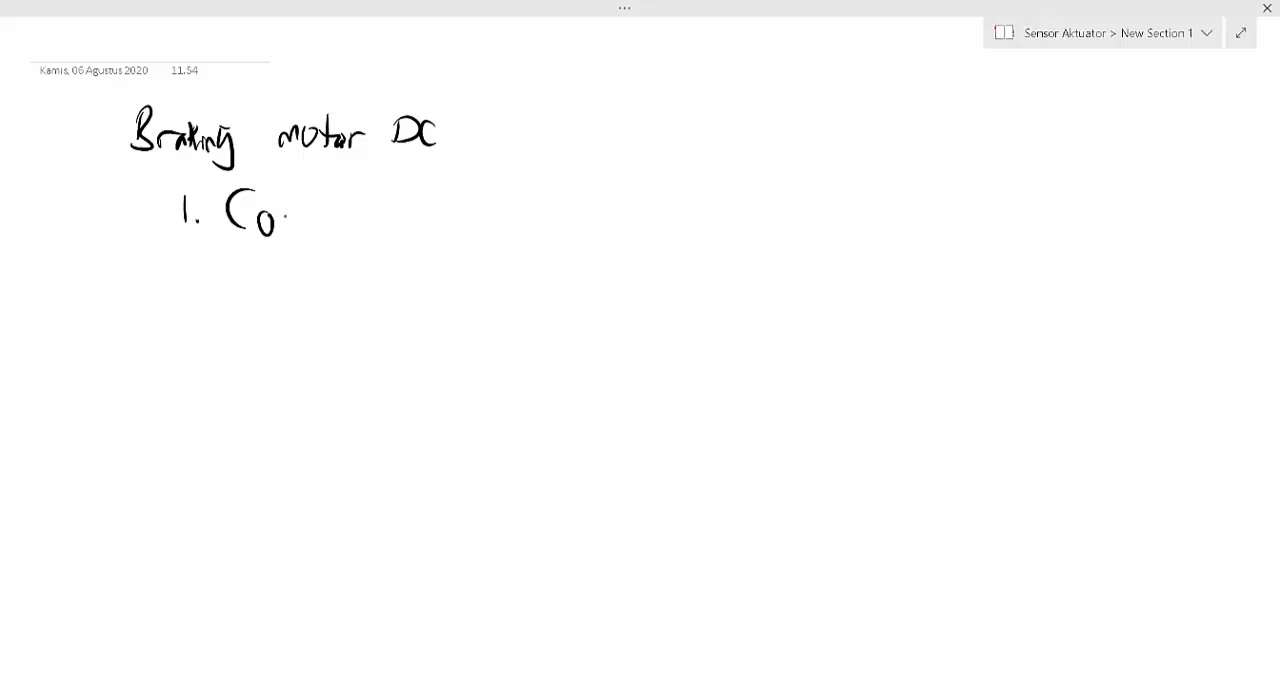 Sensor Aktuator > New Section 1
Kamis, 06 Agustus 2020 11.54
Braking motor DC
1. Co